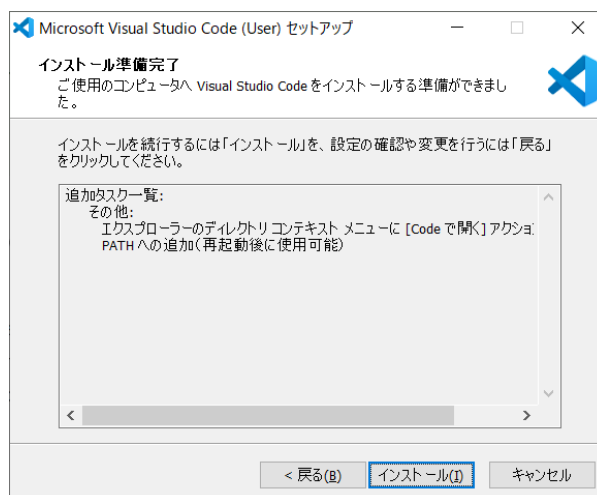 Microsoft Visual Studio Code (User) セットアップ
インストール準備完了
ご使用のコンピュータへ Visual Studio Code をインストールする準備ができまし
た。
インストールを続行するには「インストール」を、設定の確認や変更を行うには「戻る」
をクリックしてください。
追加タスク一覧:
その他:
エクスプローラーのディレクトリ コンテキスト メニューに [Code で開く] アクショ
PATH への追加(再起動後に使用可能)
< 戻る(B)
インストール(I)
キャンセル